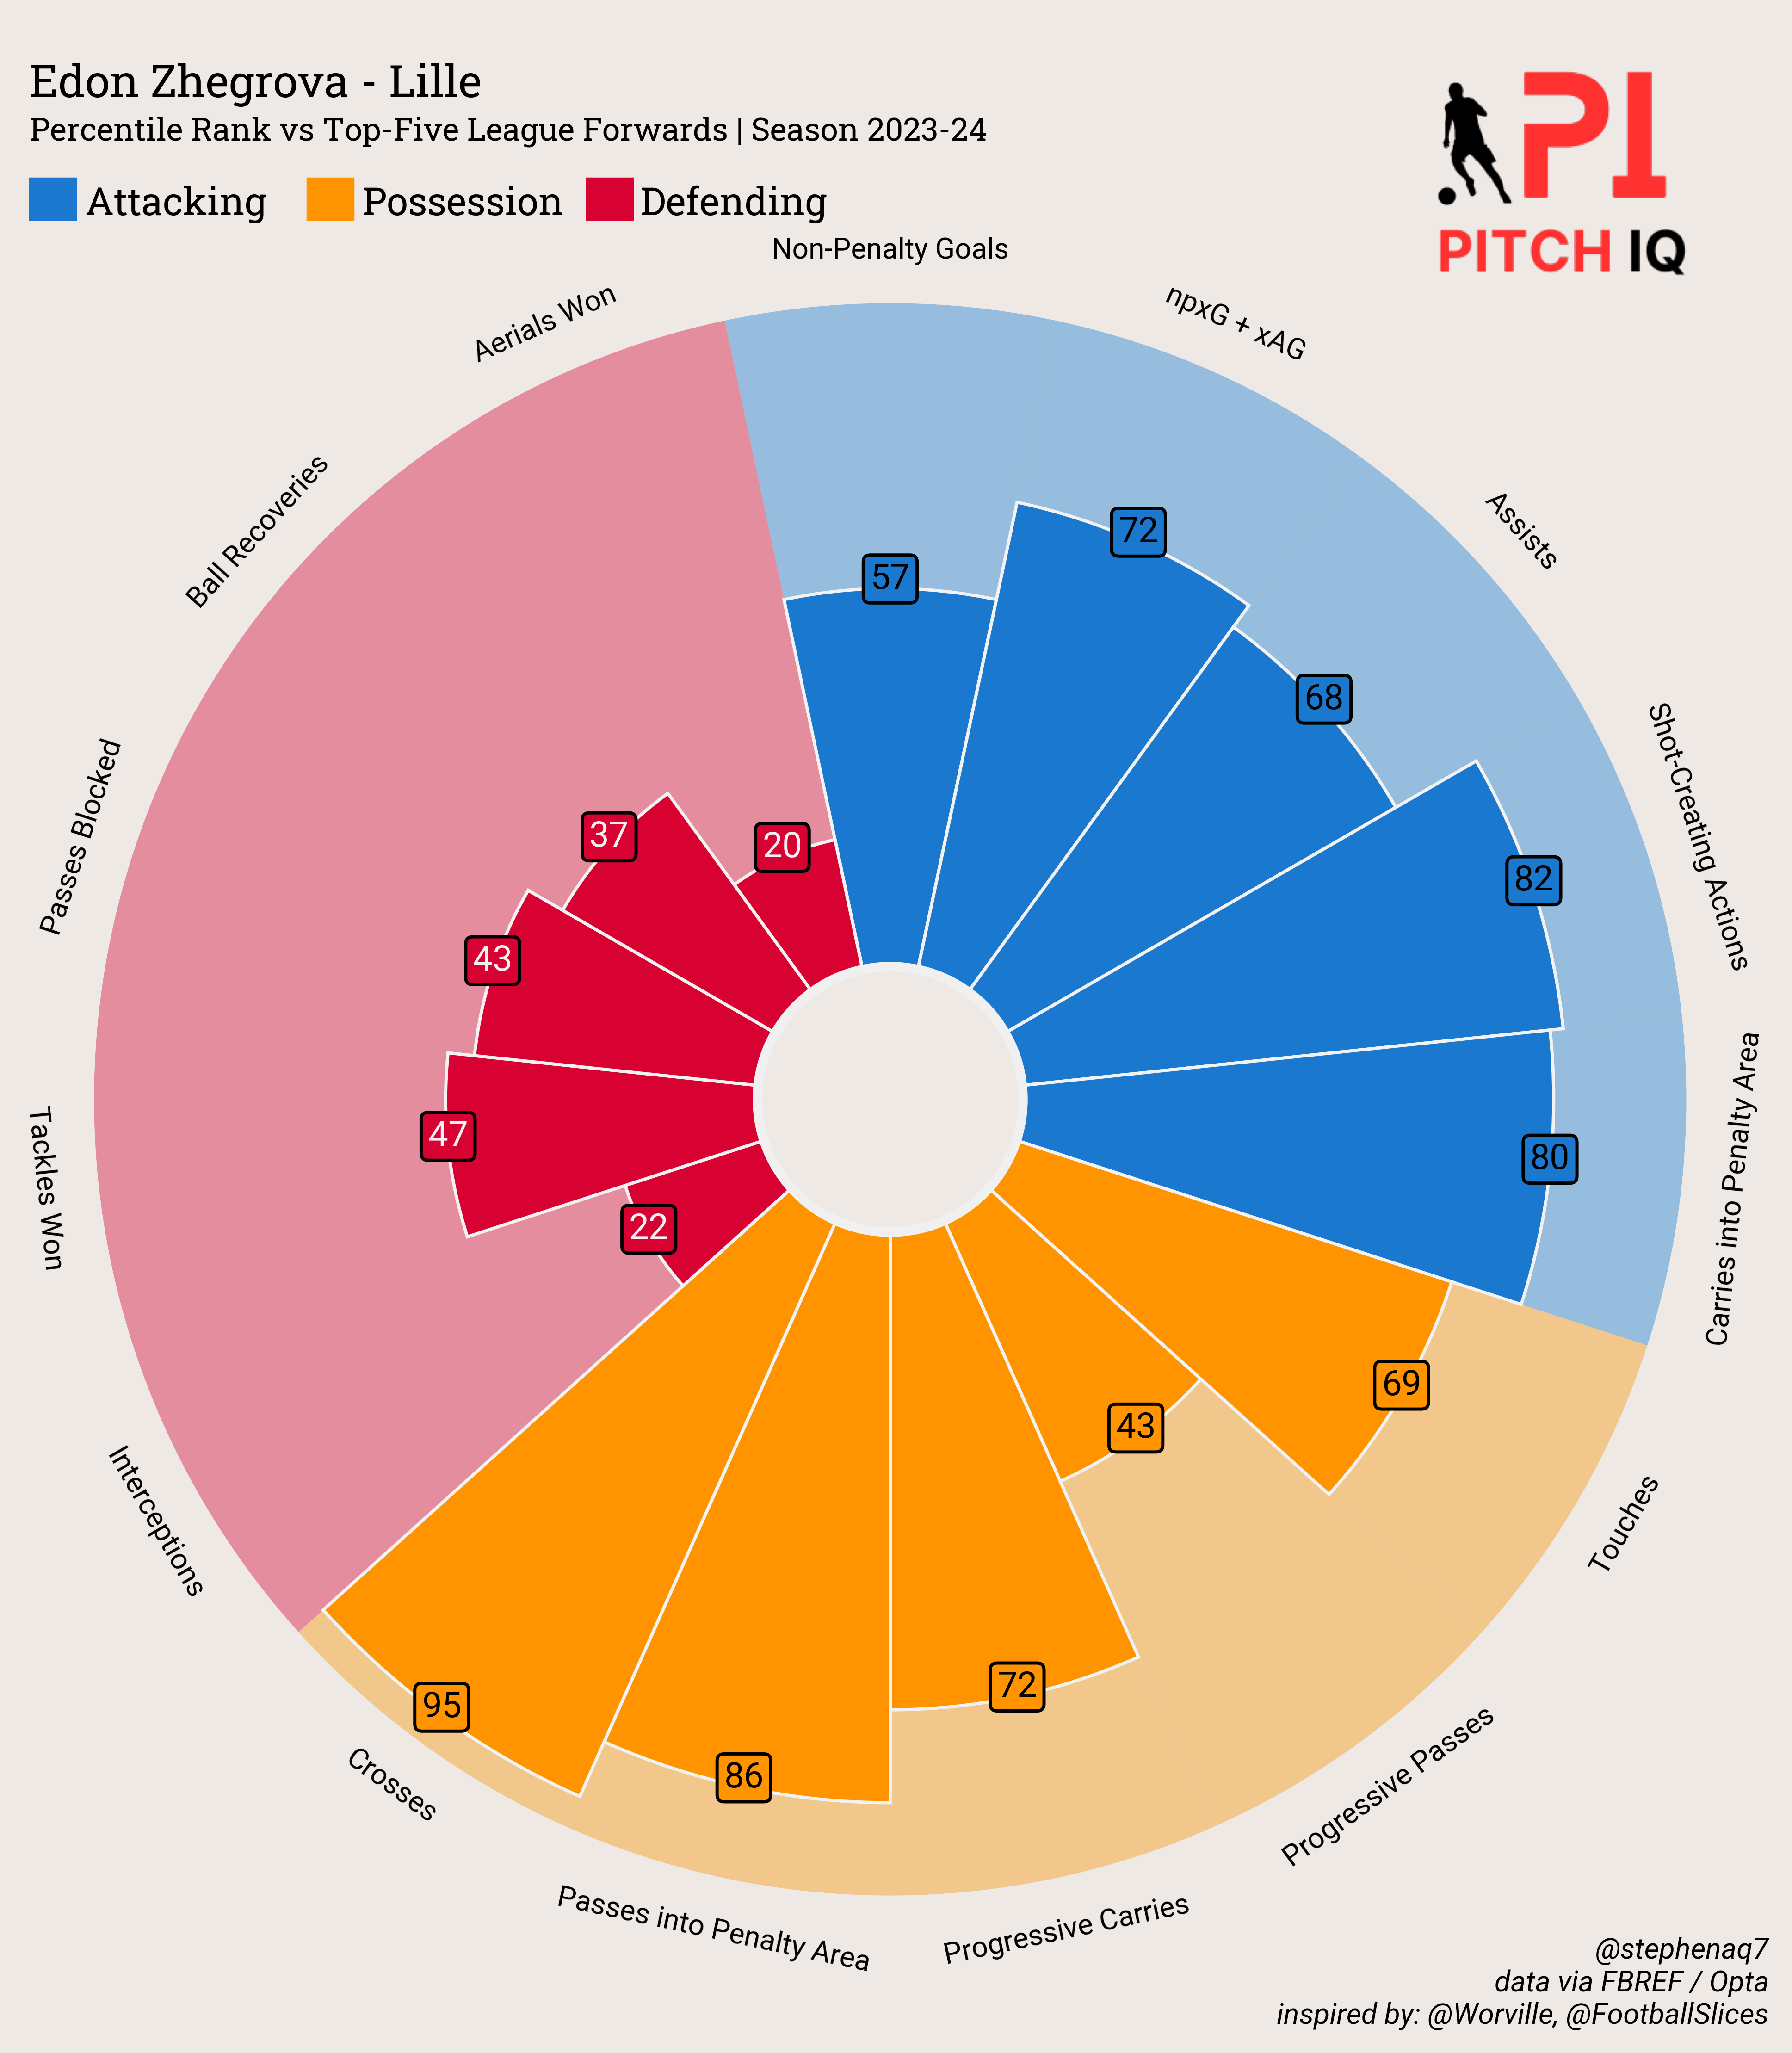 Edon Zhegrova - Lille
Percentile Rank vs Top-Five League Forwards | Season 2023-24
Attacking
Possession
Defending
PI
PITCH IQ
Non-Penalty Goals
57
npxG + xAG
72
Assists
68
Shot-Creating Actions
82
Carries into Penalty Area
80
Touches
69
Progressive Passes
43
Progressive Carries
72
Passes into Penalty Area
86
Crosses
95
Interceptions
22
Tackles Won
47
Passes Blocked
43
Ball Recoveries
37
Aerials Won
20
@stephenaq7
data via FBREF / Opta
inspired by: @Worville, @FootballSlices